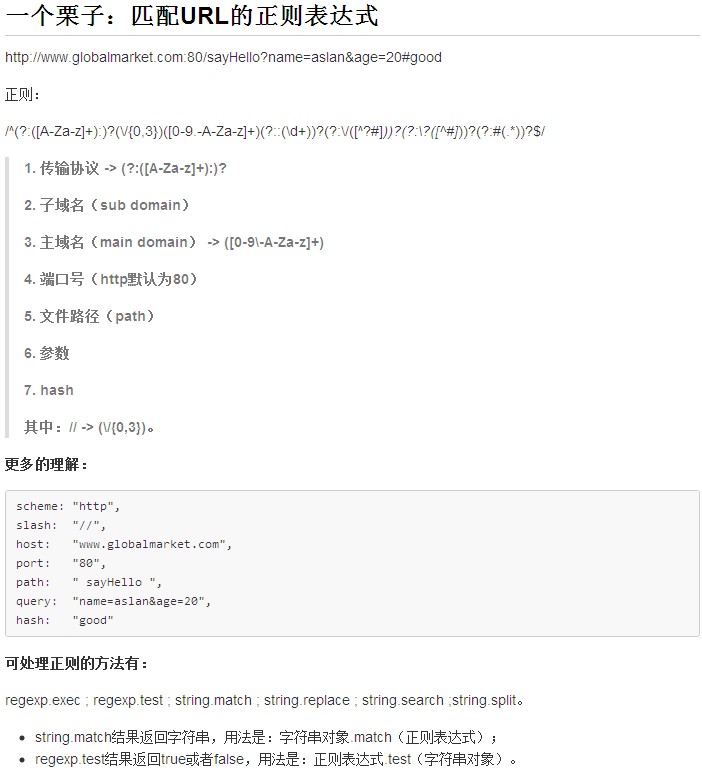 一个栗子：匹配URL的正则表达式
http://www.globalmarket.com:80/sayHello?name=aslan&age=20#good
正则：
/^(?:([A-Za-z]+):)?(\/{0,3})([0-9.-A-Za-z]+)(?::(\d+))?(?:\/([^?#]))?(?:\?([^#]))?(?:#(.*))?$/
1. 传输协议 -> (?:([A-Za-z]+):)?
2. 子域名（sub domain）
3. 主域名（main domain） -> ([0-9\-A-Za-z]+)
4. 端口号（http默认为80）
5. 文件路径（path）
6. 参数
7. hash
其中：// -> (\/{0,3})。
更多的理解：
scheme: "http",
slash: "//",
host: "www.globalmarket.com",
port: "80",
path: " sayHello ",
query: "name=aslan&age=20",
hash: "good"
可处理正则的方法有：
regexp.exec ; regexp.test ; string.match ; string.replace ; string.search ;string.split。
• string.match结果返回字符串，用法是：字符串对象.match（正则表达式）；
• regexp.test结果返回true或者false，用法是：正则表达式.test（字符串对象）。